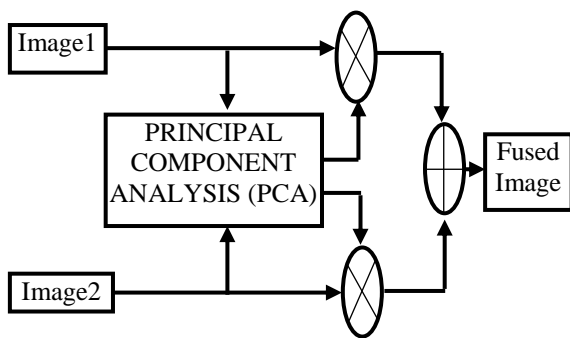 Image1
PRINCIPAL
COMPONENT
ANALYSIS (PCA)
Fused
Image
Image2